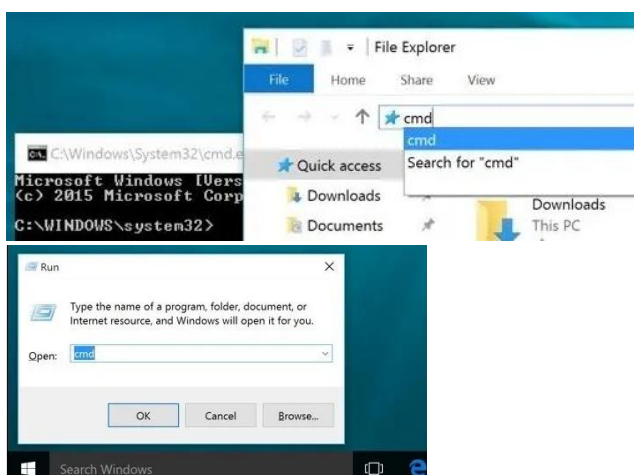 File Explorer
File Home Share View
cmd
cmd
Search for "cmd"
C:\Windows\System32\cmd.e
Microsoft Windows [Vers
(c) 2015 Microsoft Corp
C:\WINDOWS\system32>
Quick access
Downloads
Documents
Downloads
This PC
Run
Type the name of a program, folder, document, or
Internet resource, and Windows will open it for you.
Open: cmd
OK Cancel Browse...
Search Windows